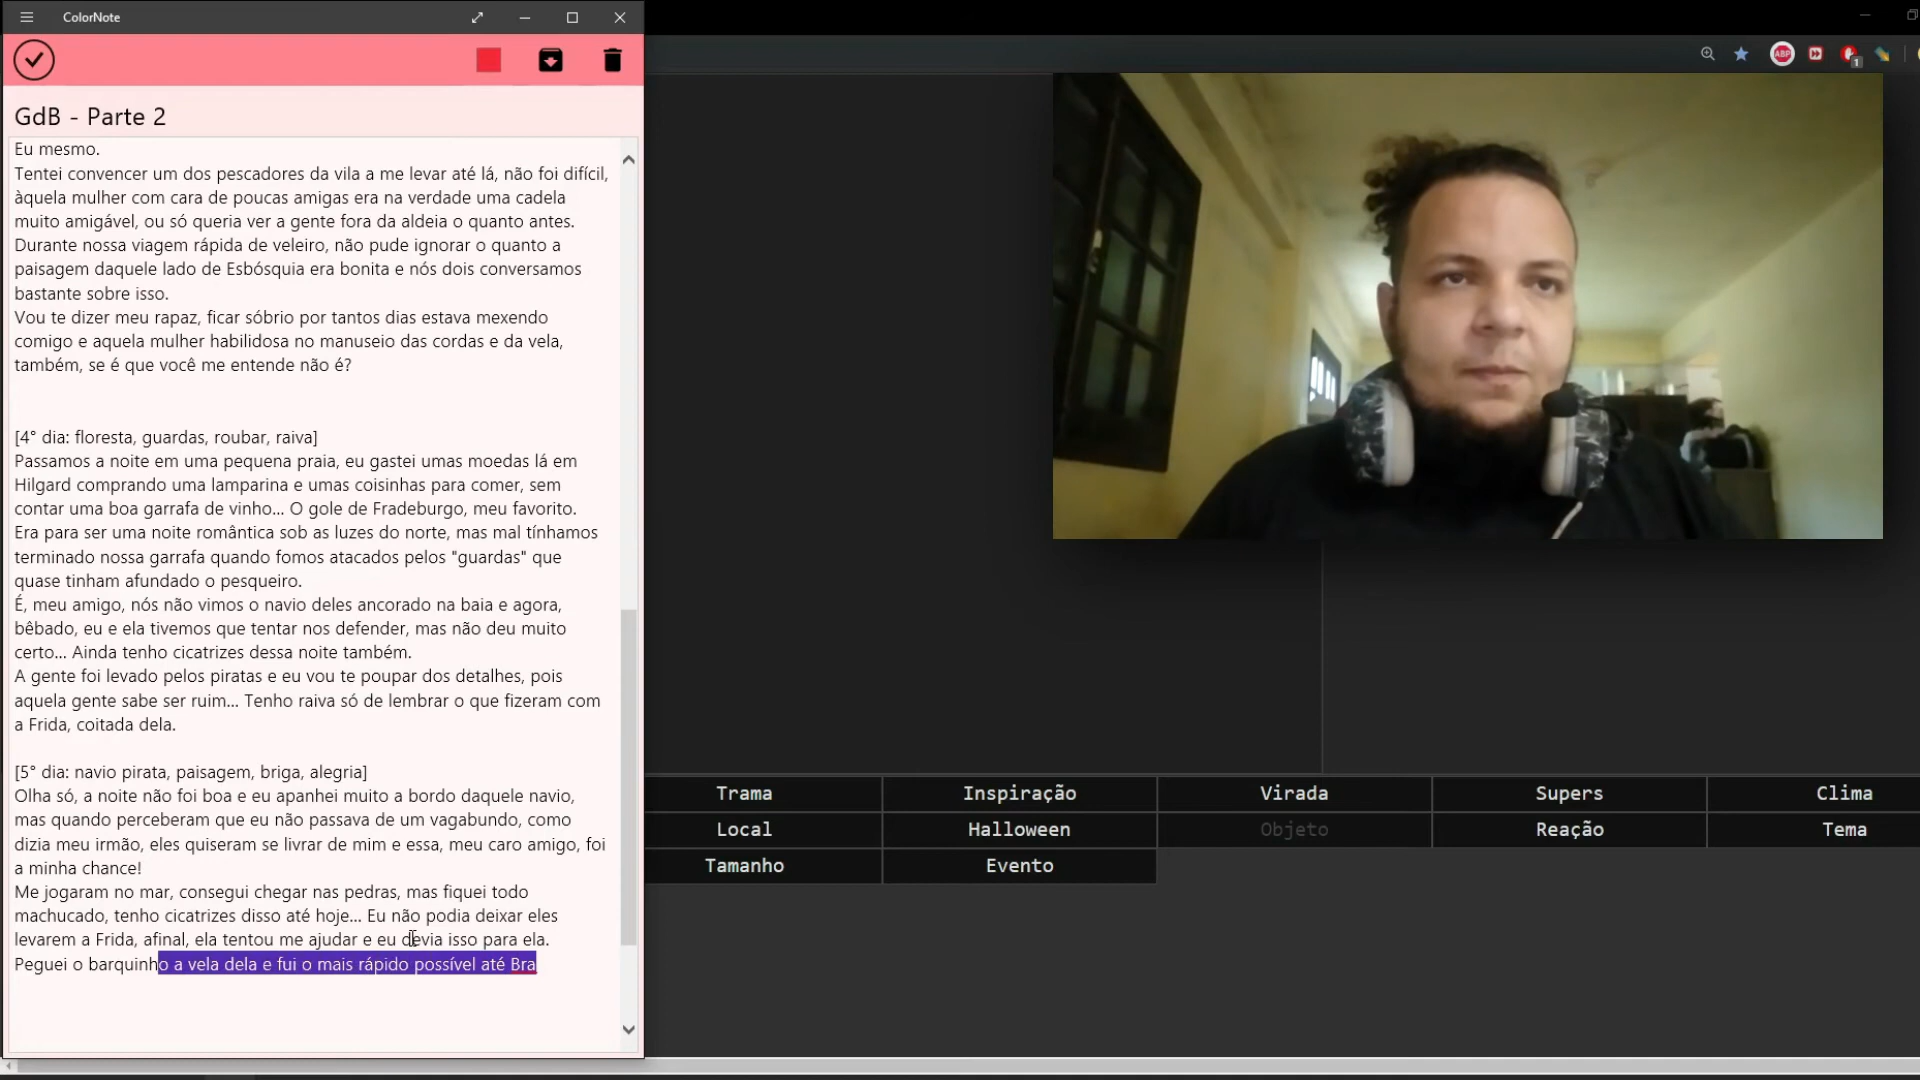 ColorNote
GdB - Parte 2
Eu mesmo.
Tentei convencer um dos pescadores da vila a me levar até lá, não foi difícil,
àquela mulher com cara de poucas amigas era na verdade uma cadela
muito amigável, ou só queria ver a gente fora da aldeia o quanto antes.
Durante nossa viagem rápida de veleiro, não pude ignorar o quanto a
paisagem daquele lado de Esbósquia era bonita e nós dois conversamos
bastante sobre isso.
Vou te dizer meu rapaz, ficar sóbrio por tantos dias estava mexendo
comigo e aquela mulher habilidosa no manuseio das cordas e da vela,
também, se é que você me entende não é?
[4° dia: floresta, guardas, roubar, raiva]
Passamos a noite em uma pequena praia, eu gastei umas moedas lá em
Hilgard comprando uma lamparina e umas coisinhas para comer, sem
contar uma boa garrafa de vinho... O gole de Fradeburgo, meu favorito.
Era para ser uma noite romântica sob as luzes do norte, mas mal tínhamos
terminado nossa garrafa quando fomos atacados pelos "guardas" que
quase tinham afundado o pesqueiro.
É, meu amigo, nós não vimos o navio deles ancorado na baia e agora,
bêbado, eu e ela tivemos que tentar nos defender, mas não deu muito
certo... Ainda tenho cicatrizes dessa noite também.
A gente foi levado pelos piratas e eu vou te poupar dos detalhes, pois
aquela gente sabe ser ruim... Tenho raiva só de lembrar o que fizeram com
a Frida, coitada dela.
[5° dia: navio pirata, paisagem, briga, alegria]
Olha só, a noite não foi boa e eu apanhei muito a bordo daquele navio,
mas quando perceberam que eu não passava de um vagabundo, como
dizia meu irmão, eles quiseram se livrar de mim e essa, meu caro amigo, foi
a minha chance!
Me jogaram no mar, consegui chegar nas pedras, mas fiquei todo
machucado, tenho cicatrizes disso até hoje... Eu não podia deixar eles
levarem a Frida, afinal, ela tentou me ajudar e eu devia isso para ela.
Peguei o barquinho a vela dela e fui o mais rápido possível até Bra
ABP
1
Trama Inspiração Virada Supers Clima
Local Halloween Objeto Reação Tema
Tamanho Evento